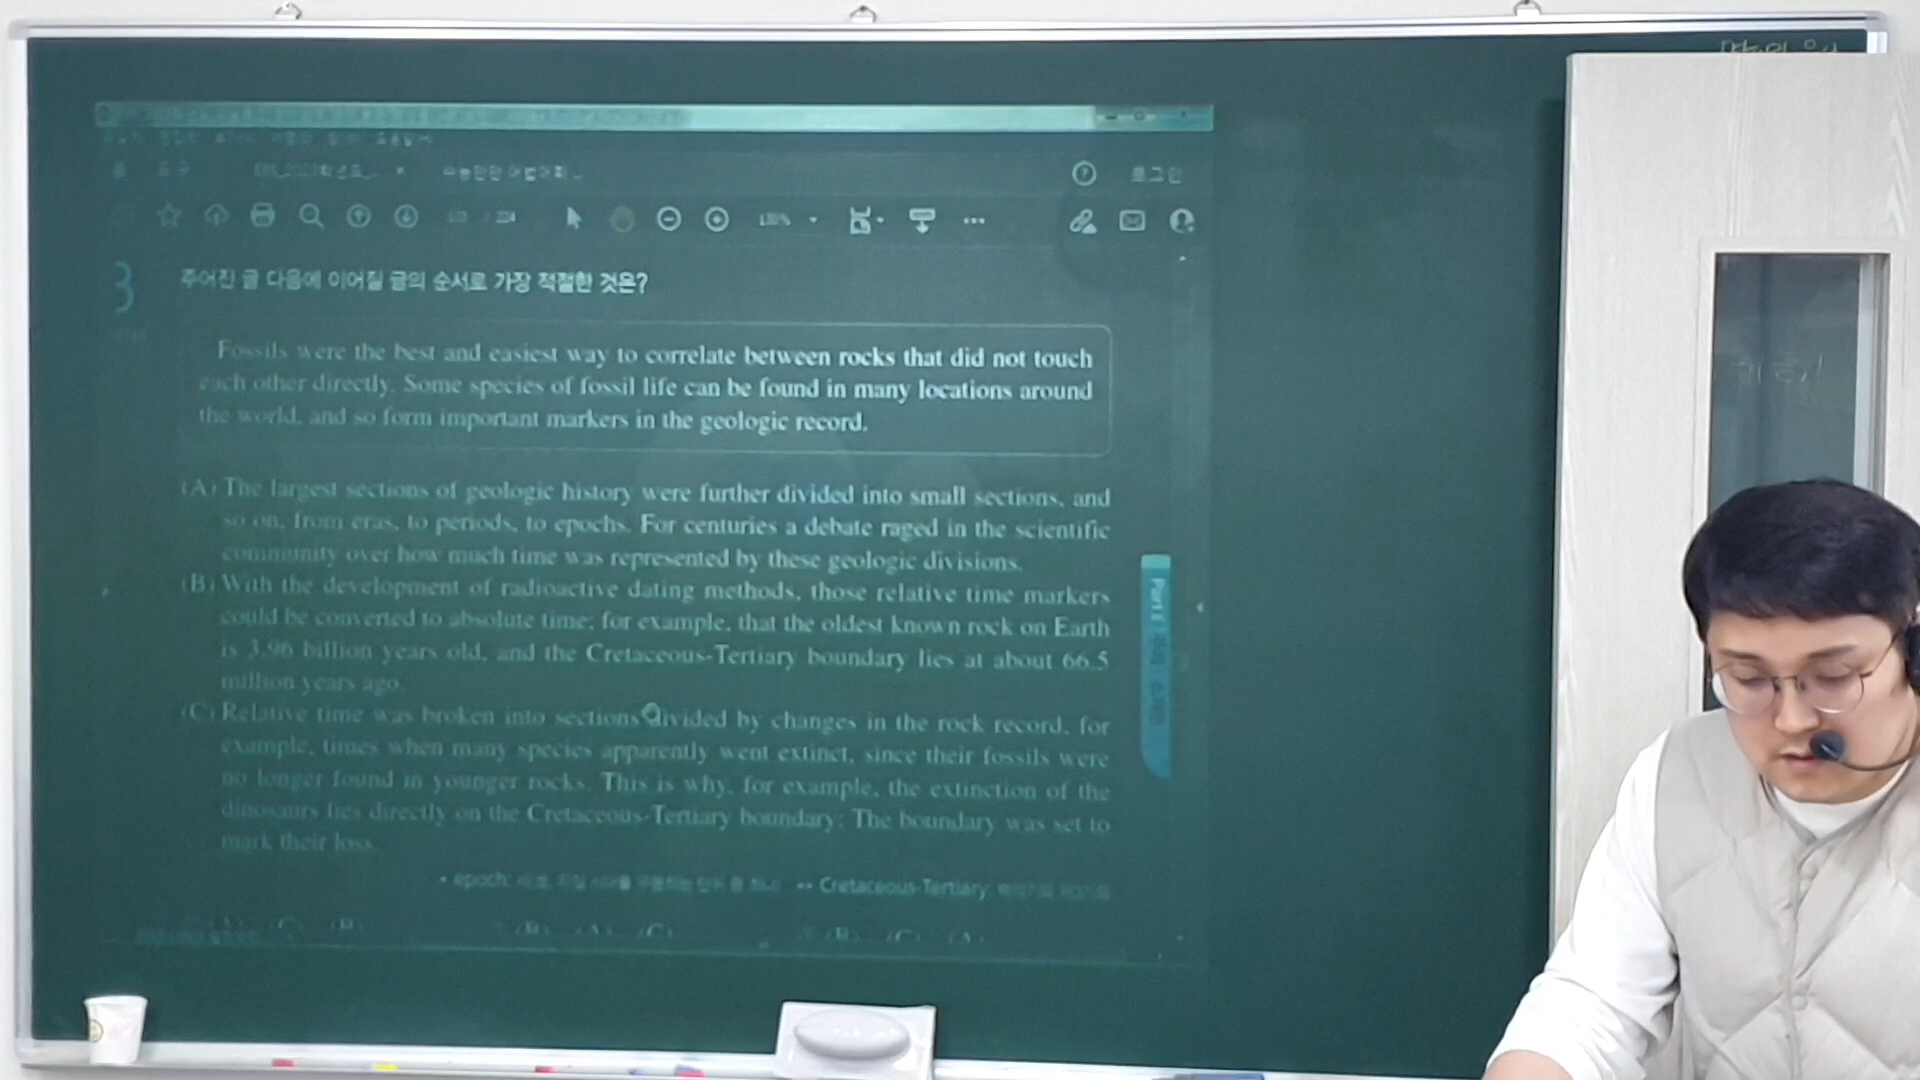 로그인
3
주어진 글 다음에 이어질 글의 순서로 가장 적절한 것은?
Fossils were the best and easiest way to correlate between rocks that did not touch
each other directly. Some species of fossil life can be found in many locations around
the world, and so form important markers in the geologic record.
(A) The largest sections of geologic history were further divided into small sections, and
so on, from eras, to periods, to epochs. For centuries a debate raged in the scientific
community over how much time was represented by these geologic divisions.
(B) With the development of radioactive dating methods, those relative time markers
could be converted to absolute time; for example, that the oldest known rock on Earth
is 3.96 billion years old, and the Cretaceous-Tertiary boundary lies at about 66.5
million years ago.
(C) Relative time was broken into sections divided by changes in the rock record, for
example, times when many species apparently went extinct, since their fossils were
no longer found in younger rocks. This is why, for example, the extinction of the
dinosaurs lies directly on the Cretaceous-Tertiary boundary: The boundary was set to
mark their loss.
• epoch: •• Cretaceous-Tertiary:
(A) (C) (B) (B) (A) (C) (B) (C) (A)
Part II